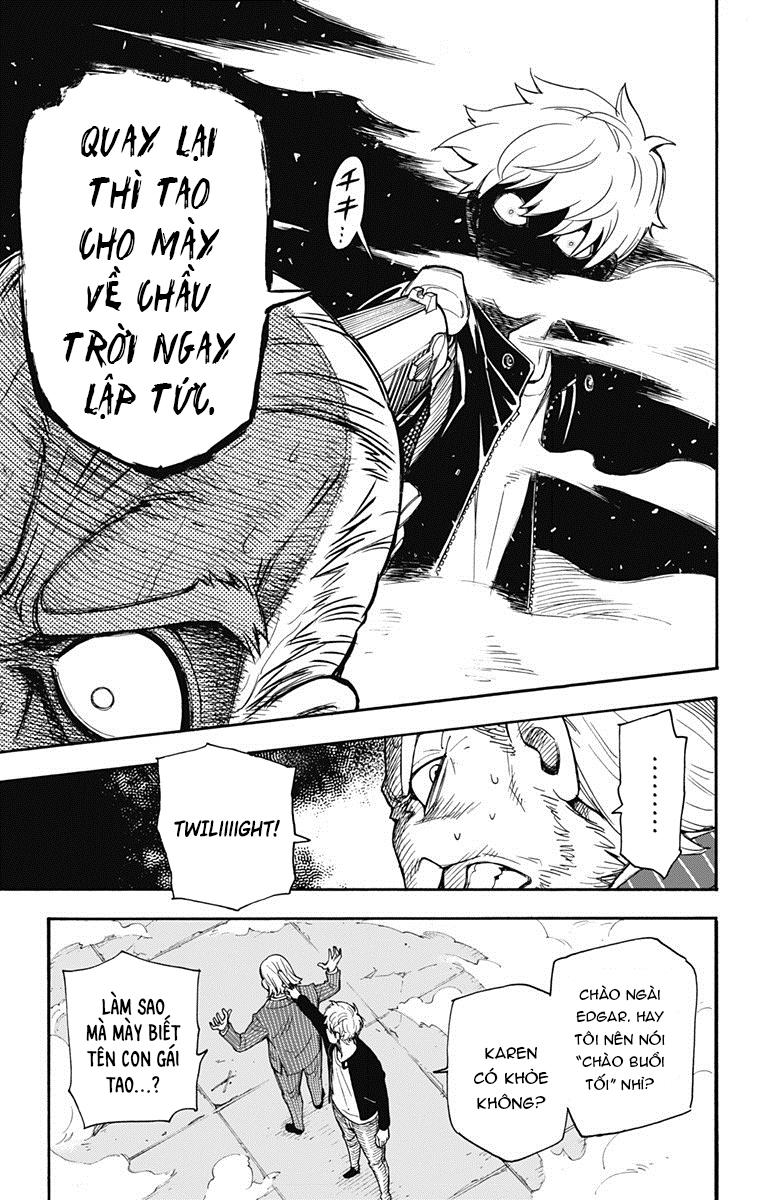 QUAY LẠI
THÌ TAO
CHO MÀY
VỀ CHẦU
TRỜI NGAY
LẬP TỨC.
チキ…
………
TWILIIIIGHT!
CHÀO NGÀI
EDGAR. HAY
TÔI NÊN NÓI
“CHÀO BUỔI
TỐI” NHỈ?
KAREN
CÓ KHỎE
KHÔNG?
LÀM SAO
MÀ MÀY BIẾT
TÊN CON GÁI
TAO...?